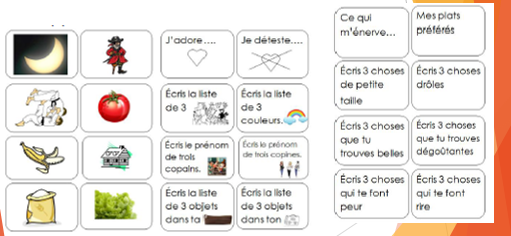 J'adore ....
Je déteste....
Écris la liste
de 3
Écris la liste
de 3
couleurs.
Écris le prénom
de trois
copains.
Écris le prénom
de trois copines.
Écris la liste
de 3 objets
dans ta
Écris la liste
de 3 objets
dans ton
Ce qui
m'énerve...
Mes plats
préférés
Écris 3 choses
de petite
taille
Écris 3 choses
drôles
Écris 3 choses
que tu
trouves belles
Écris 3 choses
que tu trouves
dégoûtantes
Écris 3 choses
qui te font
peur
Écris 3 choses
qui te font
rire